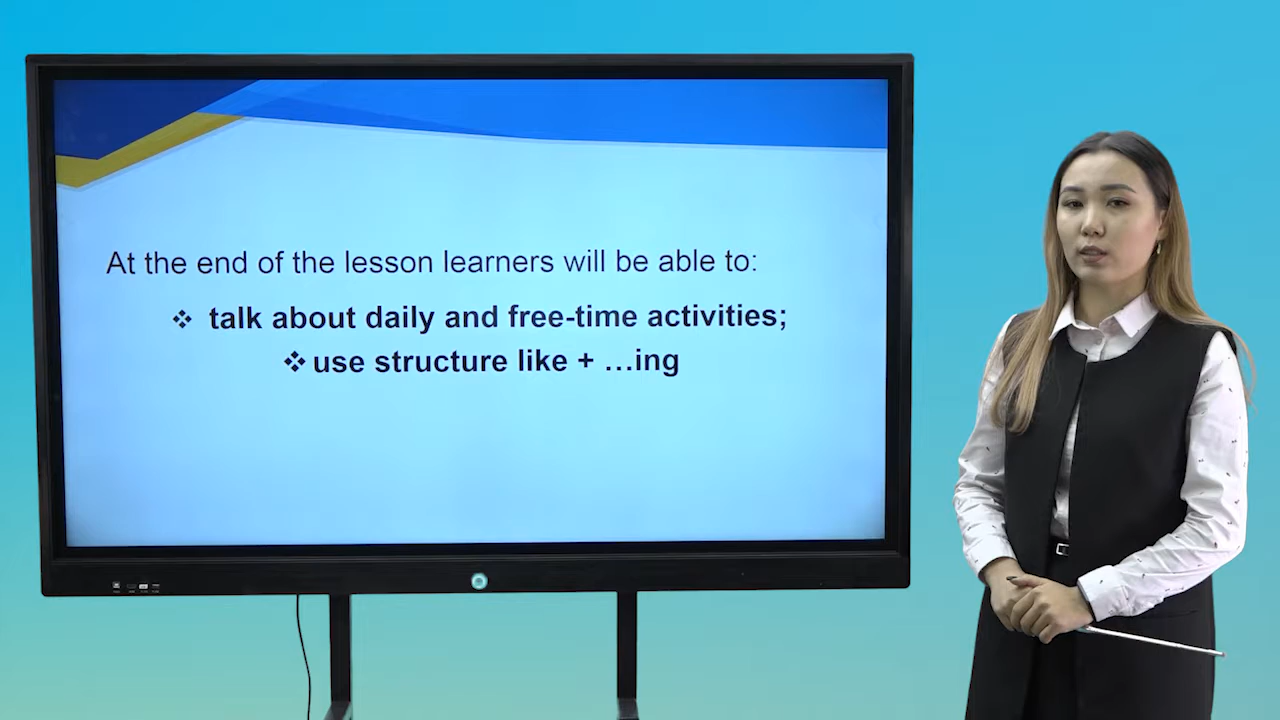 At the end of the lesson learners will be able to:
❖ talk about daily and free-time activities;
❖ use structure like + …ing